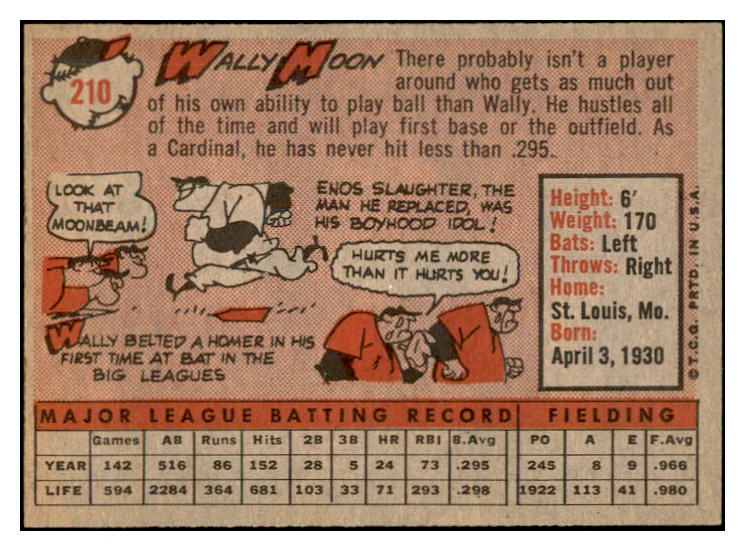 210
WALLY MOON
There probably isn't a player
around who gets as much out
of his own ability to play ball than Wally. He hustles all
of the time and will play first base or the outfield. As
a Cardinal, he has never hit less than .295.
LOOK AT
THAT
MOONBEAM!
ENOS SLAUGHTER, THE
MAN HE REPLACED, WAS
HIS BOYHOOD IDOL!
HURTS ME MORE
THAN IT HURTS YOU!
WALLY BELTED A HOMER IN HIS
FIRST TIME AT BAT IN THE
BIG LEAGUES
Height: 6'
Weight: 170
Bats: Left
Throws: Right
Home:
St. Louis, Mo.
Born:
April 3, 1930
© T.C.G. PRTD. IN U.S.A.
MAJOR LEAGUE BATTING RECORD FIELDING
Games AB Runs Hits 2B 3B HR RBI B.Avg PO A E F.Avg
YEAR 142 516 86 152 28 5 24 73 .295 245 8 9 .966
LIFE 594 2284 364 681 103 33 71 293 .298 1922 113 41 .980